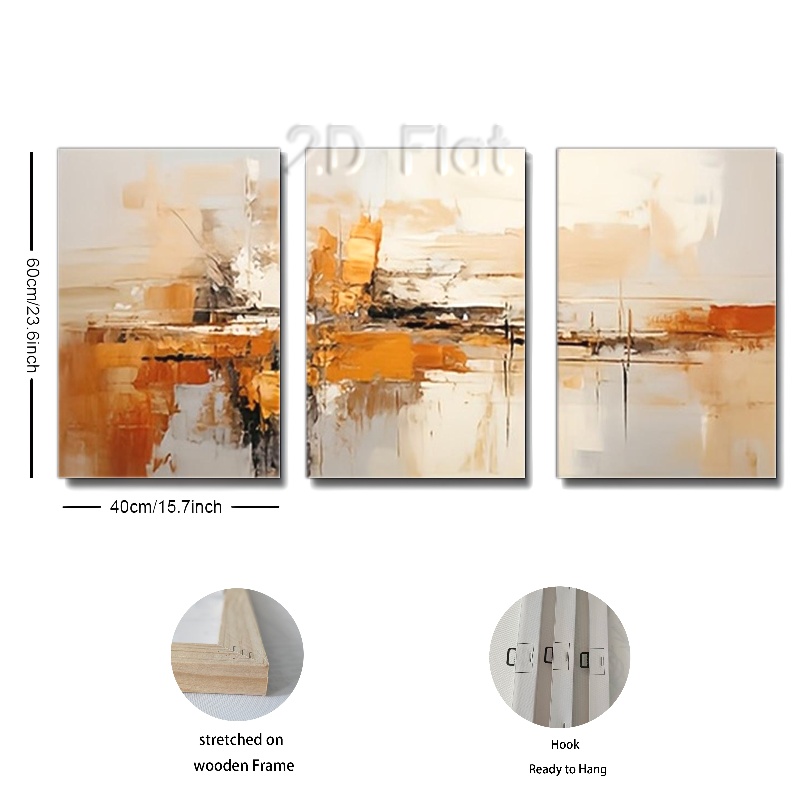 2D Flat
60cm/23.6inch
40cm/15.7inch
stretched on
wooden Frame
Hook
Ready to Hang